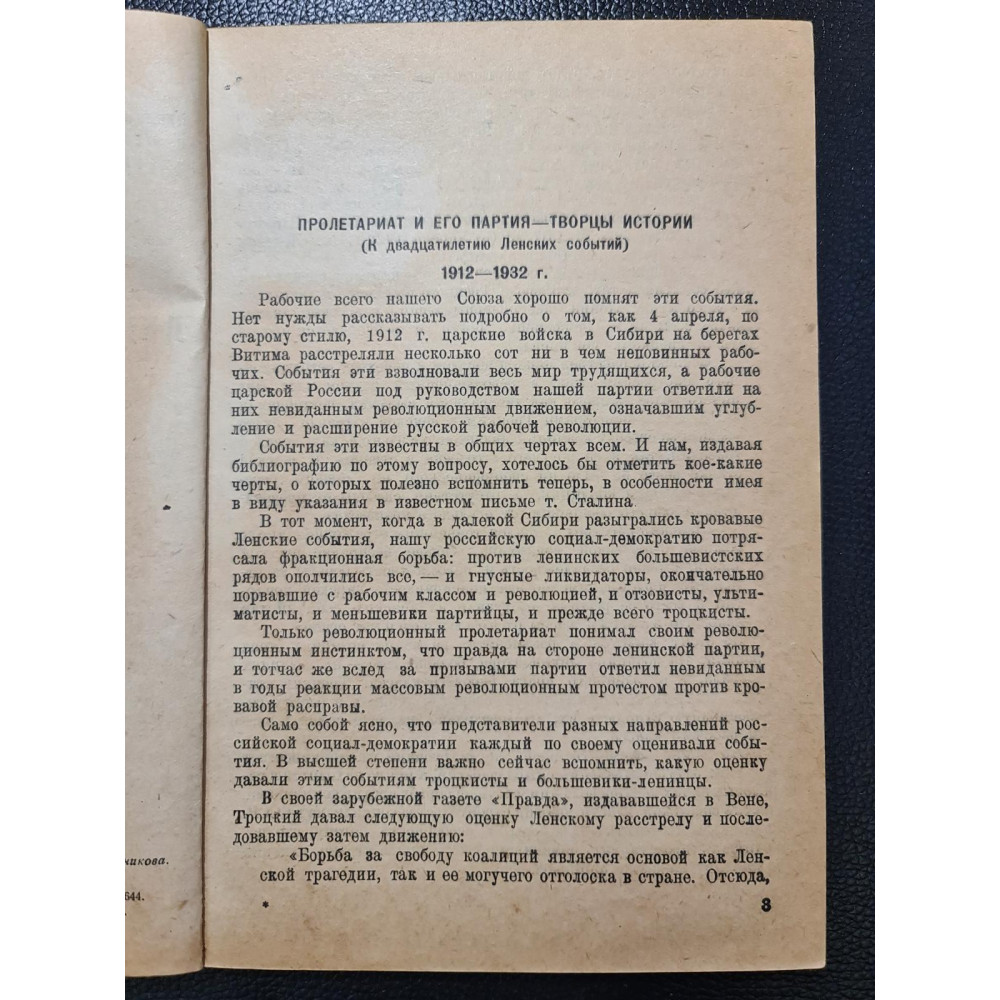 ПРОЛЕТАРИАТ И ЕГО ПАРТИЯ—ТВОРЦЫ ИСТОРИИ
(К двадцатилетию Ленских событий)
1912—1932 г.
Рабочие всего нашего Союза хорошо помнят эти события.
Нет нужды рассказывать подробно о том, как 4 апреля, по
старому стилю, 1912 г. царские войска в Сибири на берегах
Витима расстреляли несколько сот ни в чем неповинных рабо-
чих. События эти взволновали весь мир трудящихся, а рабочие
царской России под руководством нашей партии ответили на
них невиданным революционным движением, означавшим углуб-
ление и расширение русской рабочей революции.
События эти известны в общих чертах всем. И нам, издавая
библиографию по этому вопросу, хотелось бы отметить кое-какие
черты, о которых полезно вспомнить теперь, в особенности имея
в виду указания в известном письме т. Сталина
В тот момент, когда в далекой Сибири разыгрались кровавые
Ленские события, нашу российскую социал-демократию потря-
сала фракционная борьба: против ленинских большевистских
рядов ополчились все, — и гнусные ликвидаторы, окончательно
порвавшие с рабочим классом и революцией, и отзовисты, ульти-
матисты, и меньшевики партийцы, и прежде всего троцкисты.
Только революционный пролетариат понимал своим револю-
ционным инстинктом, что правда на стороне ленинской партии,
и тотчас же вслед за призывами партии ответил невиданным
в годы реакции массовым революционным протестом против кро-
вавой расправы.
Само собой ясно, что представители разных направлений рос-
сийской социал-демократии каждый по своему оценивали собы-
тия. В высшей степени важно сейчас вспомнить, какую оценку
давали этим событиям троцкисты и большевики-ленинцы.
В своей зарубежной газете «Правда», издававшейся в Вене,
Троцкий давал следующую оценку Ленскому расстрелу и после-
довавшему затем движению:
«Борьба за свободу коалиций является основой как Лен-
ской трагедии, так и ее могучего отголоска в стране. Отсюда,
*
3
никова.
644.